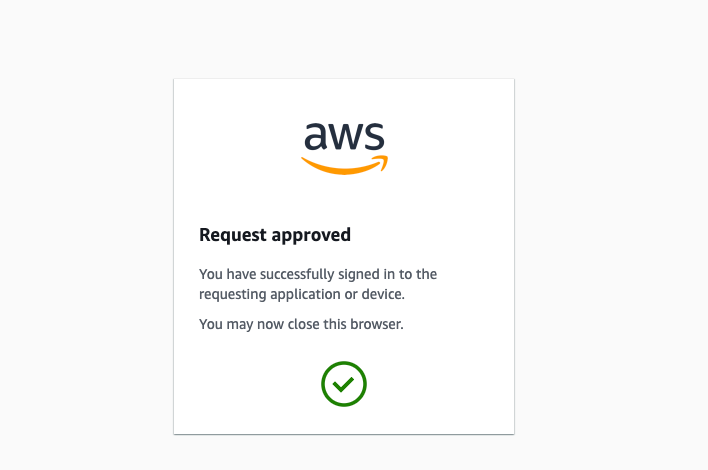 aws
Request approved
You have successfully signed in to the
requesting application or device.
You may now close this browser.